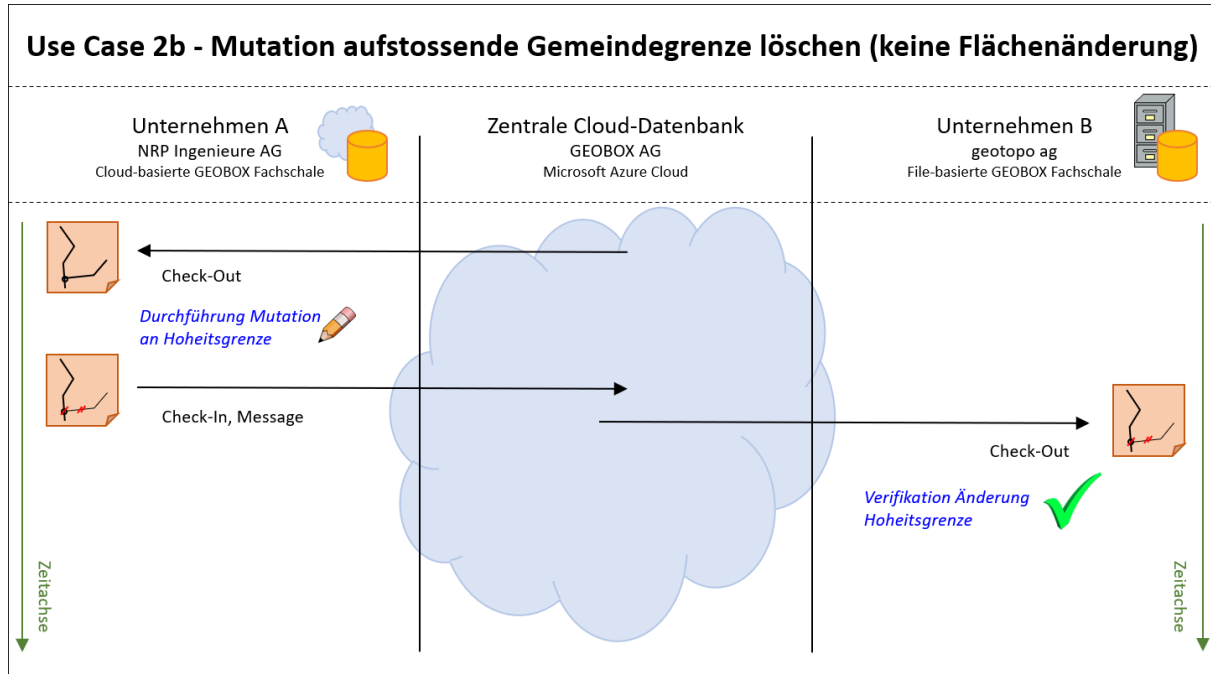 Use Case 2b - Mutation aufstossende Gemeindegrenze löschen (keine Flächenänderung)
Unternehmen A
NRP Ingenieure AG
Cloud-basierte GEOBOX Fachschale
Zentrale Cloud-Datenbank
GEOBOX AG
Microsoft Azure Cloud
Unternehmen B
geotopo ag
File-basierte GEOBOX Fachschale
Check-Out
Durchführung Mutation
an Hoheitsgrenze
Check-In, Message
Check-Out
Verifikation Änderung
Hoheitsgrenze
Zeitachse
Zeitachse